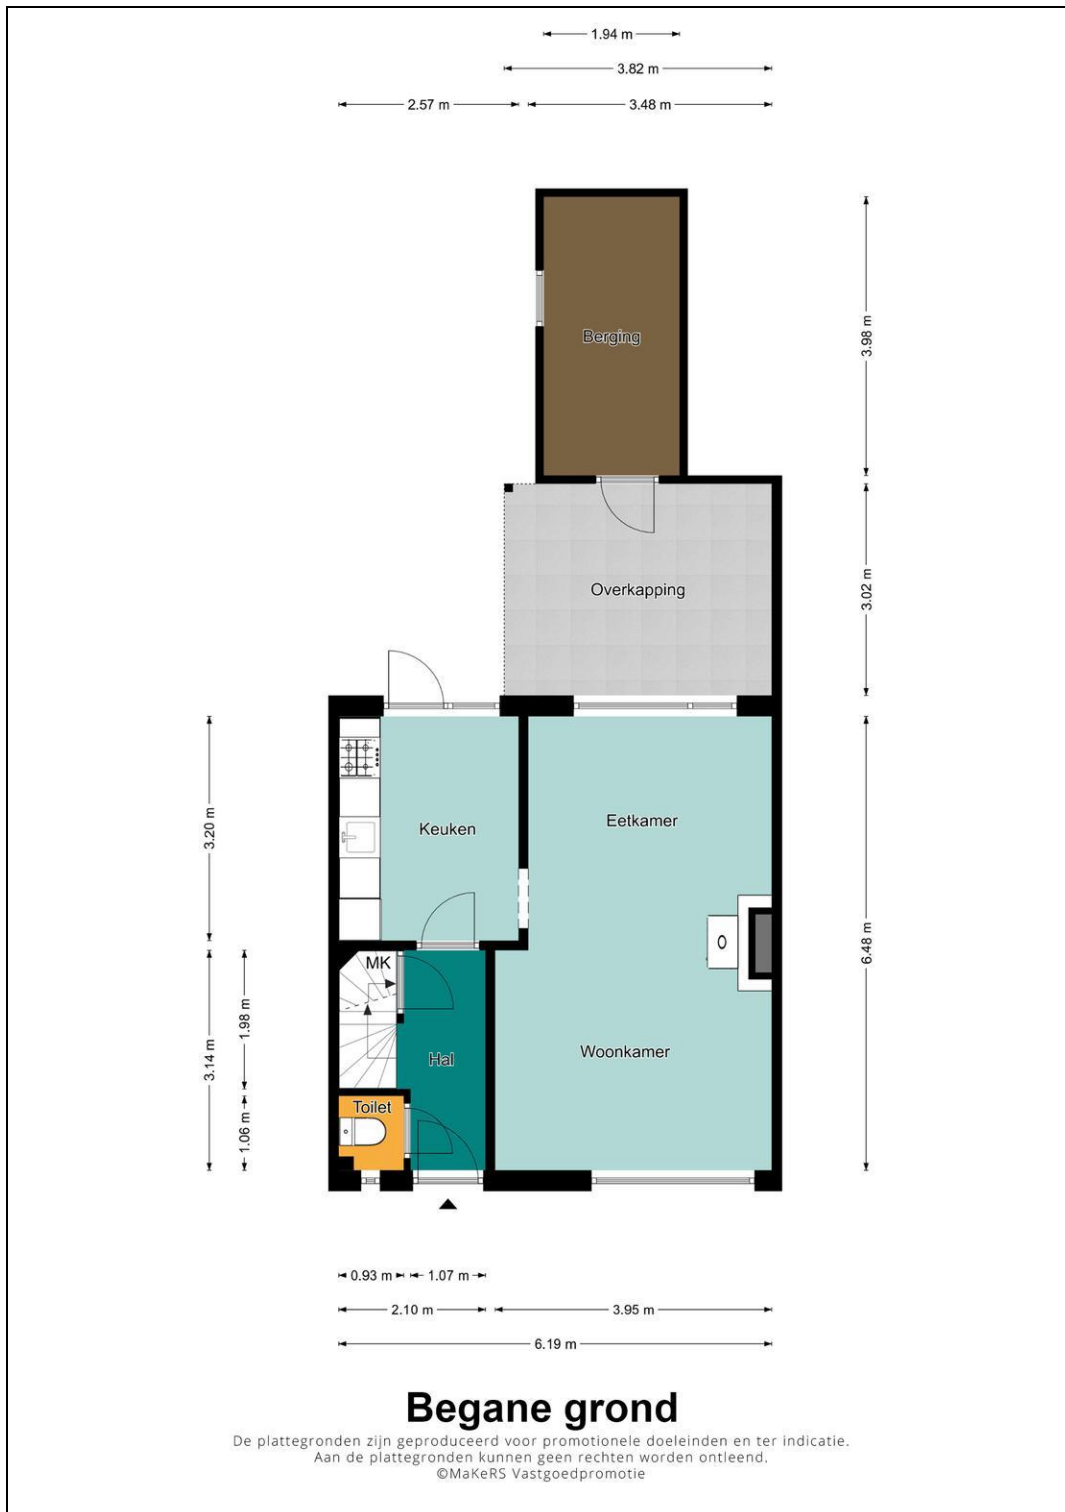 1.94 m
3.82 m
2.57 m
3.48 m
Berging
3.98 m
Overkapping
3.02 m
Keuken
Eetkamer
3.20 m
6.48 m
MK
Hal
Woonkamer
1.98 m
3.14 m
Toilet
1.06 m
0.93 m
1.07 m
2.10 m
3.95 m
6.19 m
Begane grond
De plattegronden zijn geproduceerd voor promotionele doeleinden en ter indicatie.
Aan de plattegronden kunnen geen rechten worden ontleend.
©MaKeRS Vastgoedpromotie